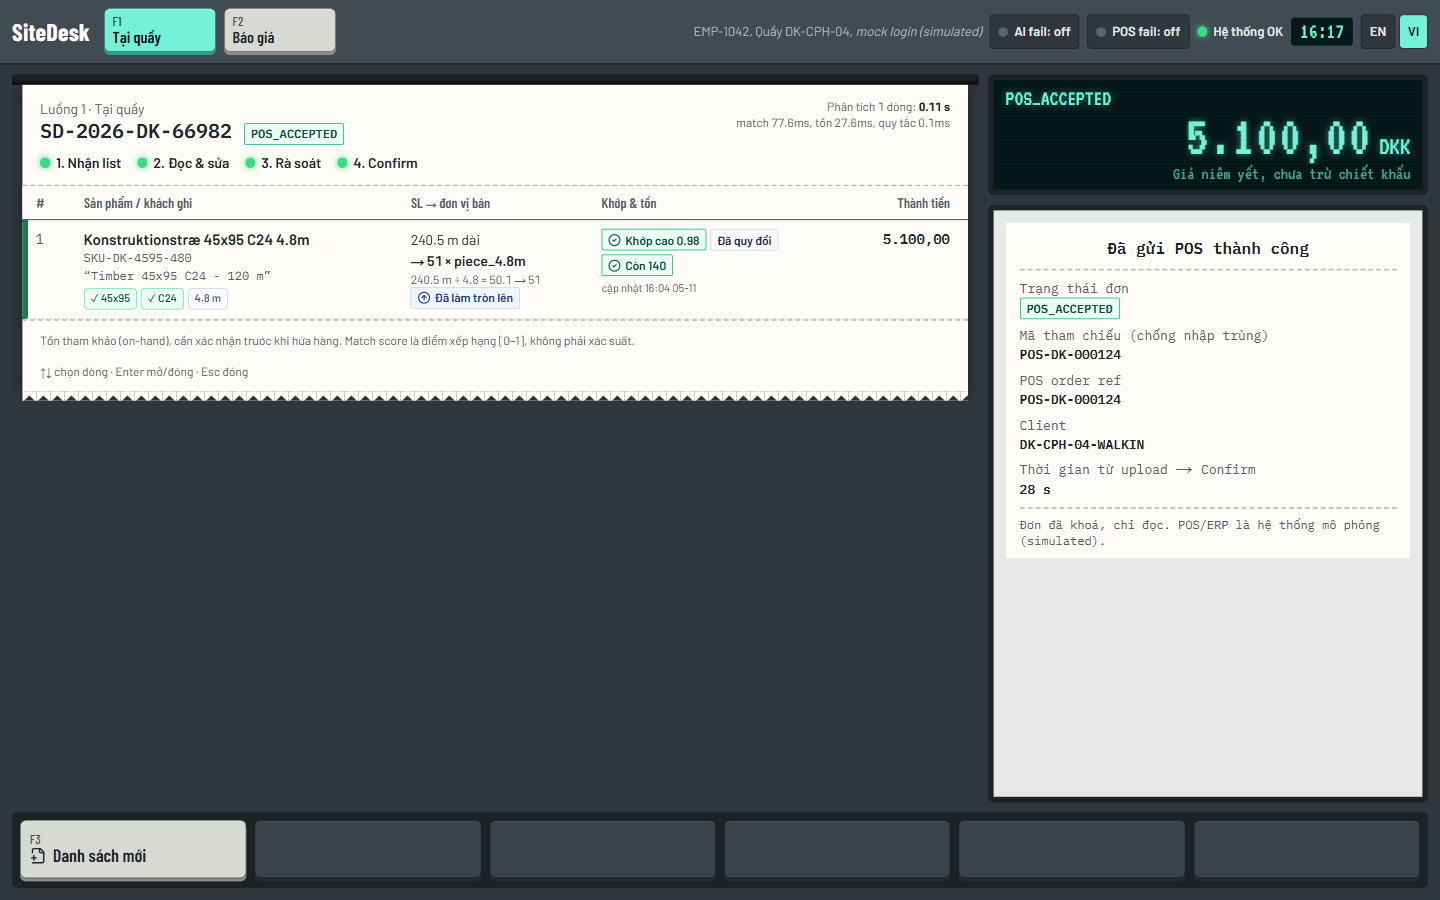 SiteDesk
F1
Tại quầy
F2
Báo giá
EMP-1042, Quầy DK-CPH-04, mock login (simulated)
AI fail: off
POS fail: off
Hệ thống OK
16:17
EN
VI
Luồng 1 · Tại quầy
SD-2026-DK-66982
POS_ACCEPTED
Phân tích 1 dòng: 0.11 s
match 77.6ms, tồn 27.6ms, quy tắc 0.1ms
1. Nhận list
2. Đọc & sửa
3. Rà soát
4. Confirm
#
Sản phẩm / khách ghi
SL → đơn vị bán
Khớp & tồn
Thành tiền
1
Konstruktionstræ 45x95 C24 4.8m
SKU-DK-4595-480
“Timber 45x95 C24 - 120 m”
✓ 45x95
✓ C24
4.8 m
240.5 m dài
→ 51 × piece_4.8m
240.5 m ÷ 4.8 = 50.1 → 51
Đã làm tròn lên
Khớp cao 0.98
Đã quy đổi
Còn 140
cập nhật 16:04 05-11
5.100,00
Tồn tham khảo (on-hand), cần xác nhận trước khi hứa hàng. Match score là điểm xếp hạng [0–1], không phải xác suất.
↑↓ chọn dòng · Enter mở/đóng · Esc đóng
POS_ACCEPTED
5.100,00 DKK
Giá niêm yết, chưa trừ chiết khấu
Đã gửi POS thành công
Trạng thái đơn
POS_ACCEPTED
Mã tham chiếu (chống nhập trùng)
POS-DK-000124
POS order ref
POS-DK-000124
Client
DK-CPH-04-WALKIN
Thời gian từ upload → Confirm
28 s
Đơn đã khoá, chỉ đọc. POS/ERP là hệ thống mô phỏng
(simulated).
F3
Danh sách mới